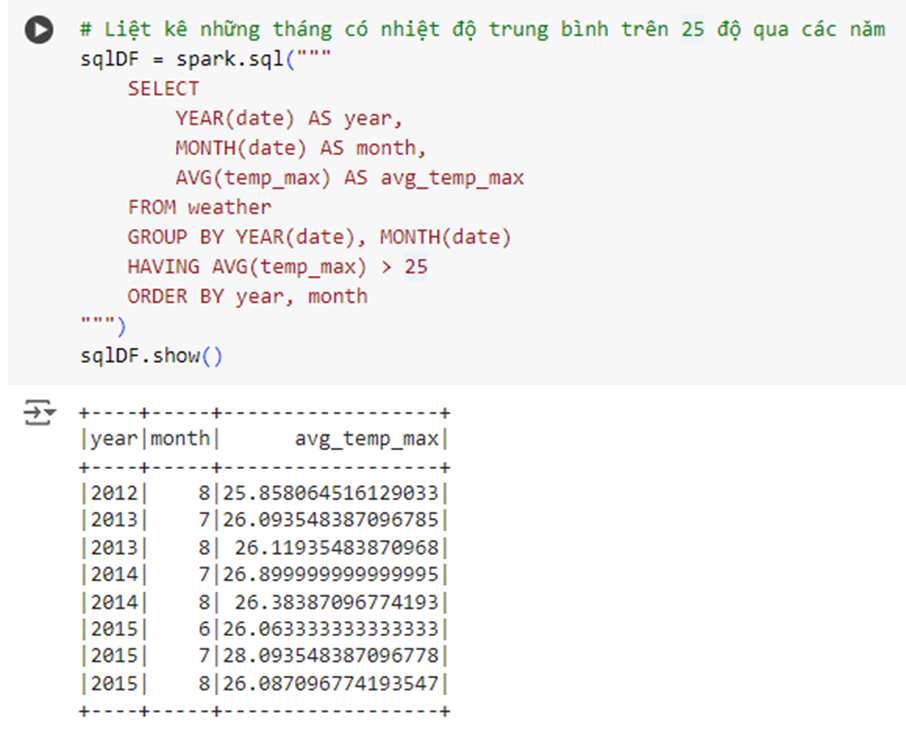 # Liệt kê những tháng có nhiệt độ trung bình trên 25 độ qua các năm
sqlDF = spark.sql("""
    SELECT
        YEAR(date) AS year,
        MONTH(date) AS month,
        AVG(temp_max) AS avg_temp_max
    FROM weather
    GROUP BY YEAR(date), MONTH(date)
    HAVING AVG(temp_max) > 25
    ORDER BY year, month
""")
sqlDF.show()
+----+-----+------------------+
|year|month|      avg_temp_max|
+----+-----+------------------+
|2012|    8|25.858064516129033|
|2013|    7|26.093548387096785|
|2013|    8| 26.11935483870968|
|2014|    7|26.899999999999995|
|2014|    8| 26.38387096774193|
|2015|    6|26.063333333333333|
|2015|    7|28.093548387096778|
|2015|    8|26.087096774193547|
+----+-----+------------------+